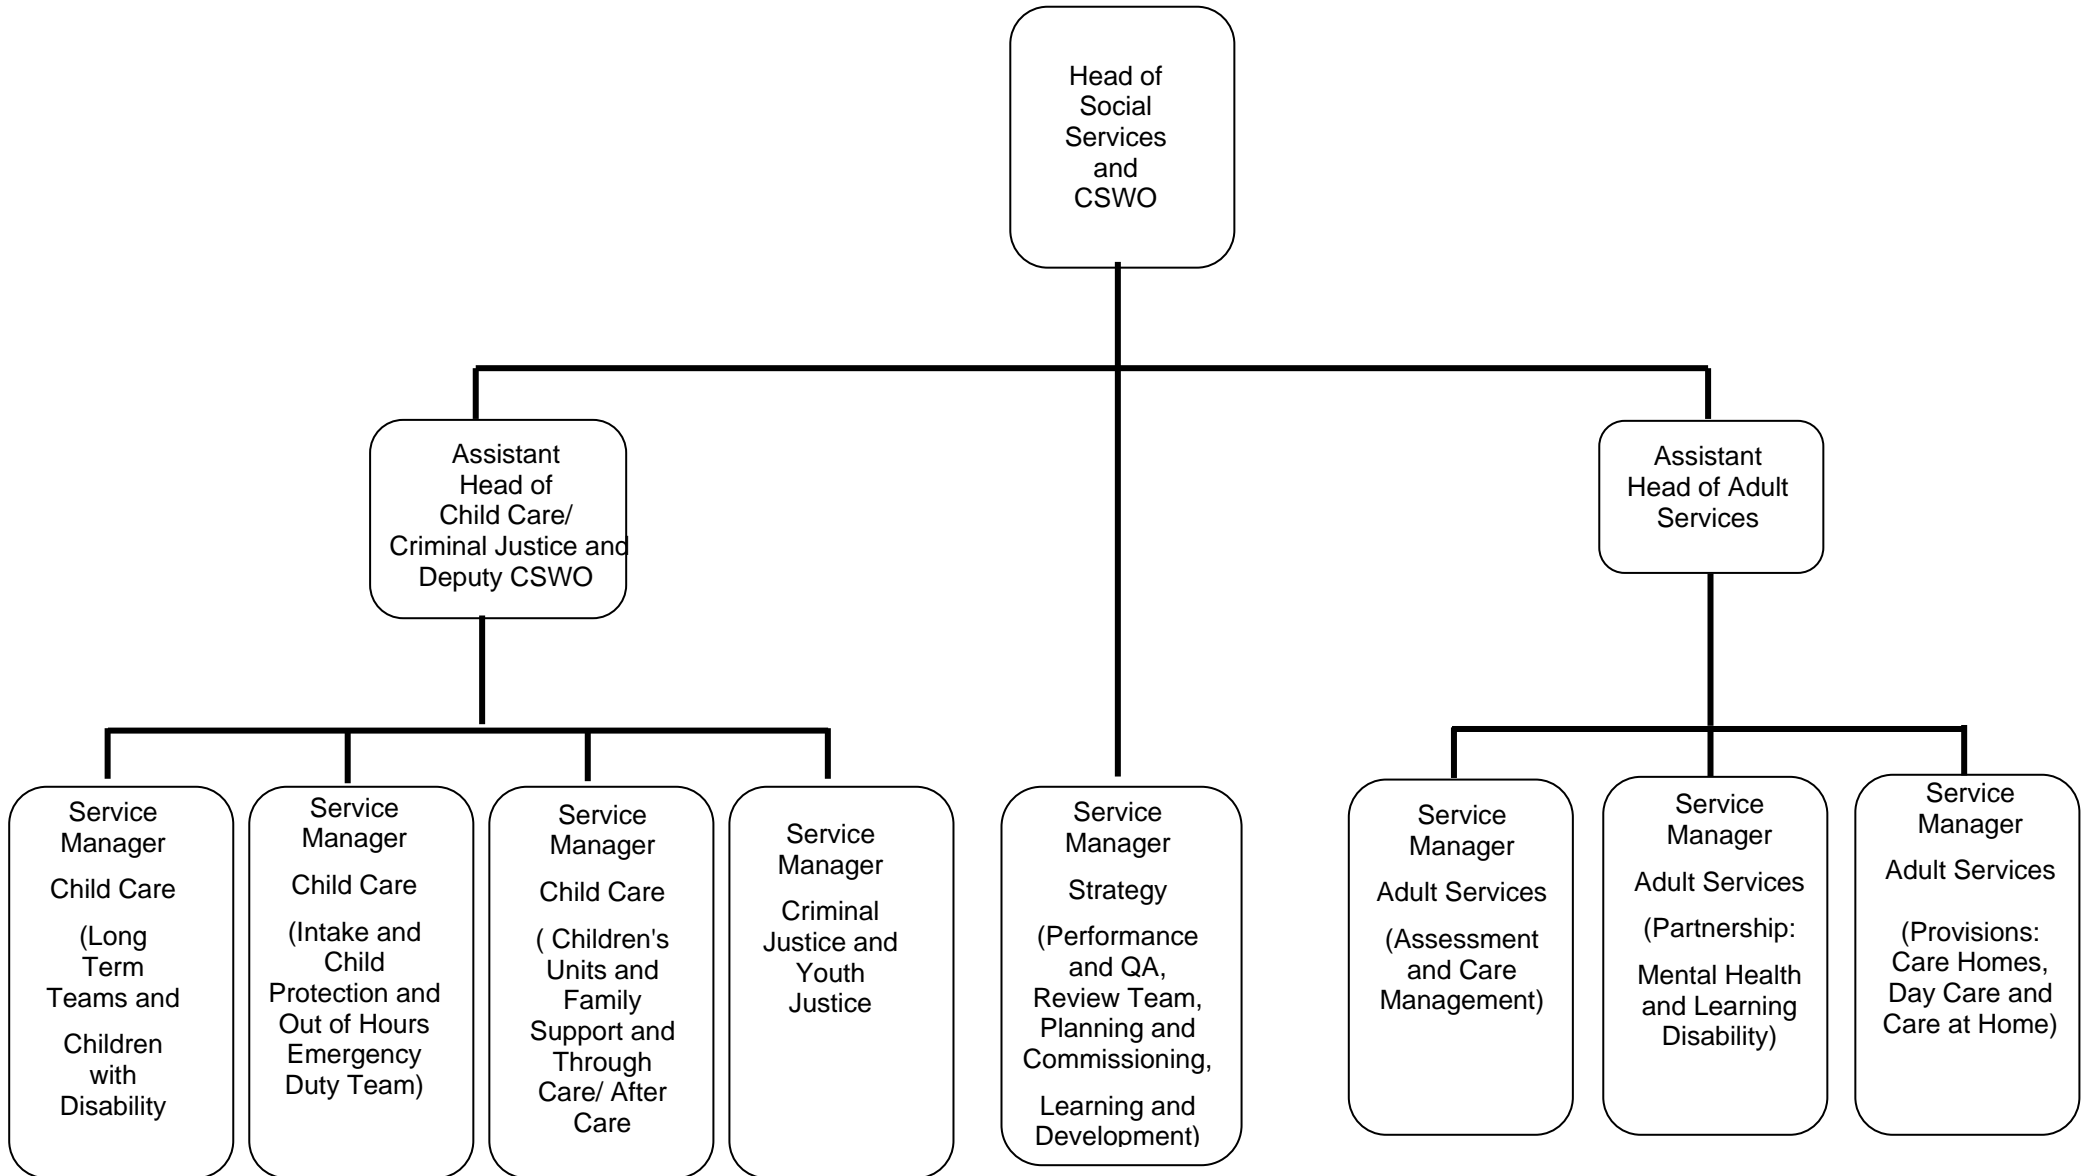 Head of
Social
Services
and
CSWO
Assistant
Head of
Child Care/
Criminal Justice and
Deputy CSWO
Assistant
Head of Adult
Services
Service
Manager
Child Care
(Long
Term
Teams and
Children
with
Disability
Service
Manager
Child Care
(Intake and
Child
Protection and
Out of Hours
Emergency
Duty Team)
Service
Manager
Child Care
( Children's
Units and
Family
Support and
Through
Care/ After
Care
Service
Manager
Criminal
Justice and
Youth
Justice
Service
Manager
Strategy
(Performance
and QA,
Review Team,
Planning and
Commissioning,
Learning and
Development)
Service
Manager
Adult Services
(Assessment
and Care
Management)
Service
Manager
Adult Services
(Partnership:
Mental Health
and Learning
Disability)
Service
Manager
Adult Services
(Provisions:
Care Homes,
Day Care and
Care at Home)